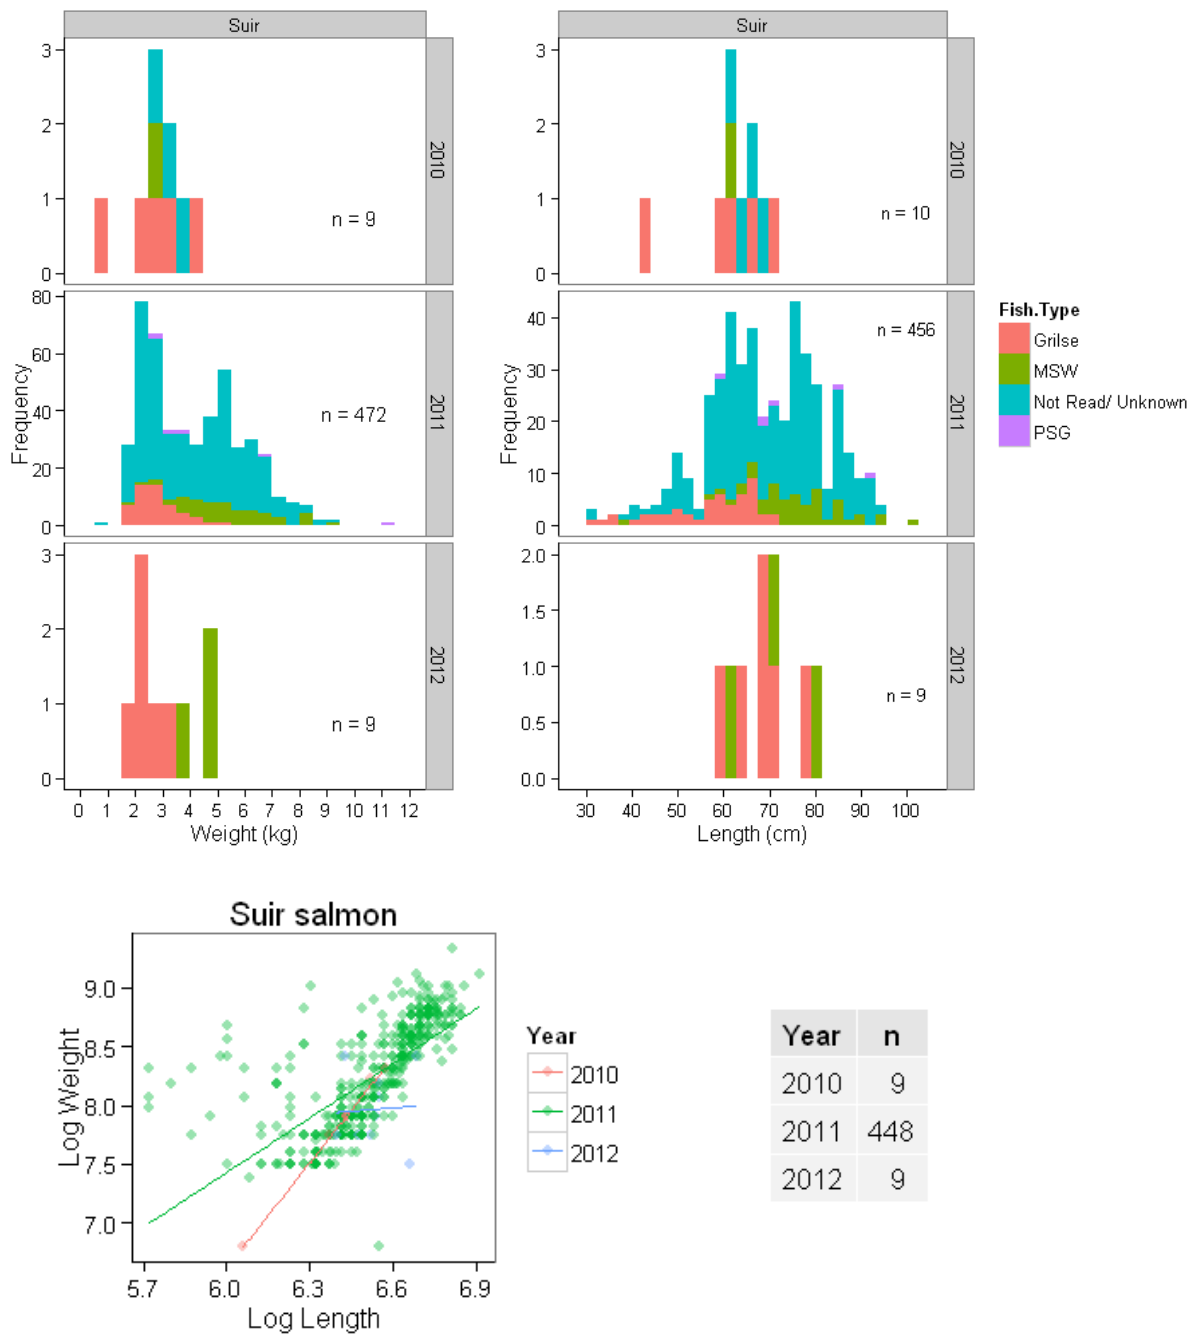 Suir
3
2
1
0
2010
n = 9
80
60
40
20
0
Frequency
2011
n = 472
3
2
1
0
2012
n = 9
0 1 2 3 4 5 6 7 8 9 10 11 12
Weight (kg)
Suir
3
2
1
0
2010
n = 10
40
30
20
10
0
Frequency
2011
n = 456
2.0
1.5
1.0
0.5
0.0
2012
n = 9
30 40 50 60 70 80 90 100
Length (cm)
Fish.Type
Grilse
MSW
Not Read/ Unknown
PSG
Suir salmon
9.0
8.5
8.0
7.5
7.0
Log Weight
5.7 6.0 6.3 6.6 6.9
Log Length
Year
2010
2011
2012
Year n
2010 9
2011 448
2012 9